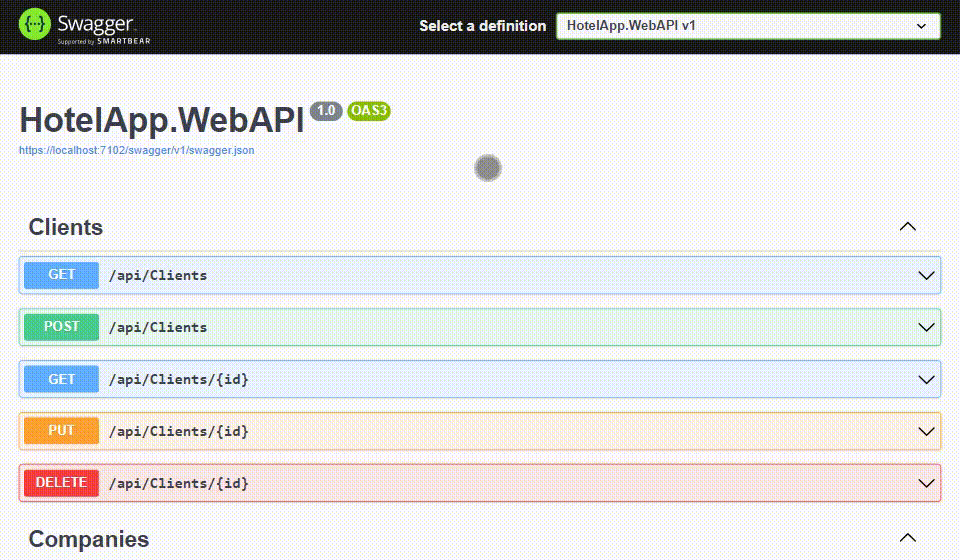 Swagger
Supported by SMARTBEAR
Select a definition
HotelApp.WebAPI v1
HotelApp.WebAPI 1.0 OAS3
https://localhost:7102/swagger/v1/swagger.json
Clients
GET /api/Clients
POST /api/Clients
GET /api/Clients/{id}
PUT /api/Clients/{id}
DELETE /api/Clients/{id}
Companies